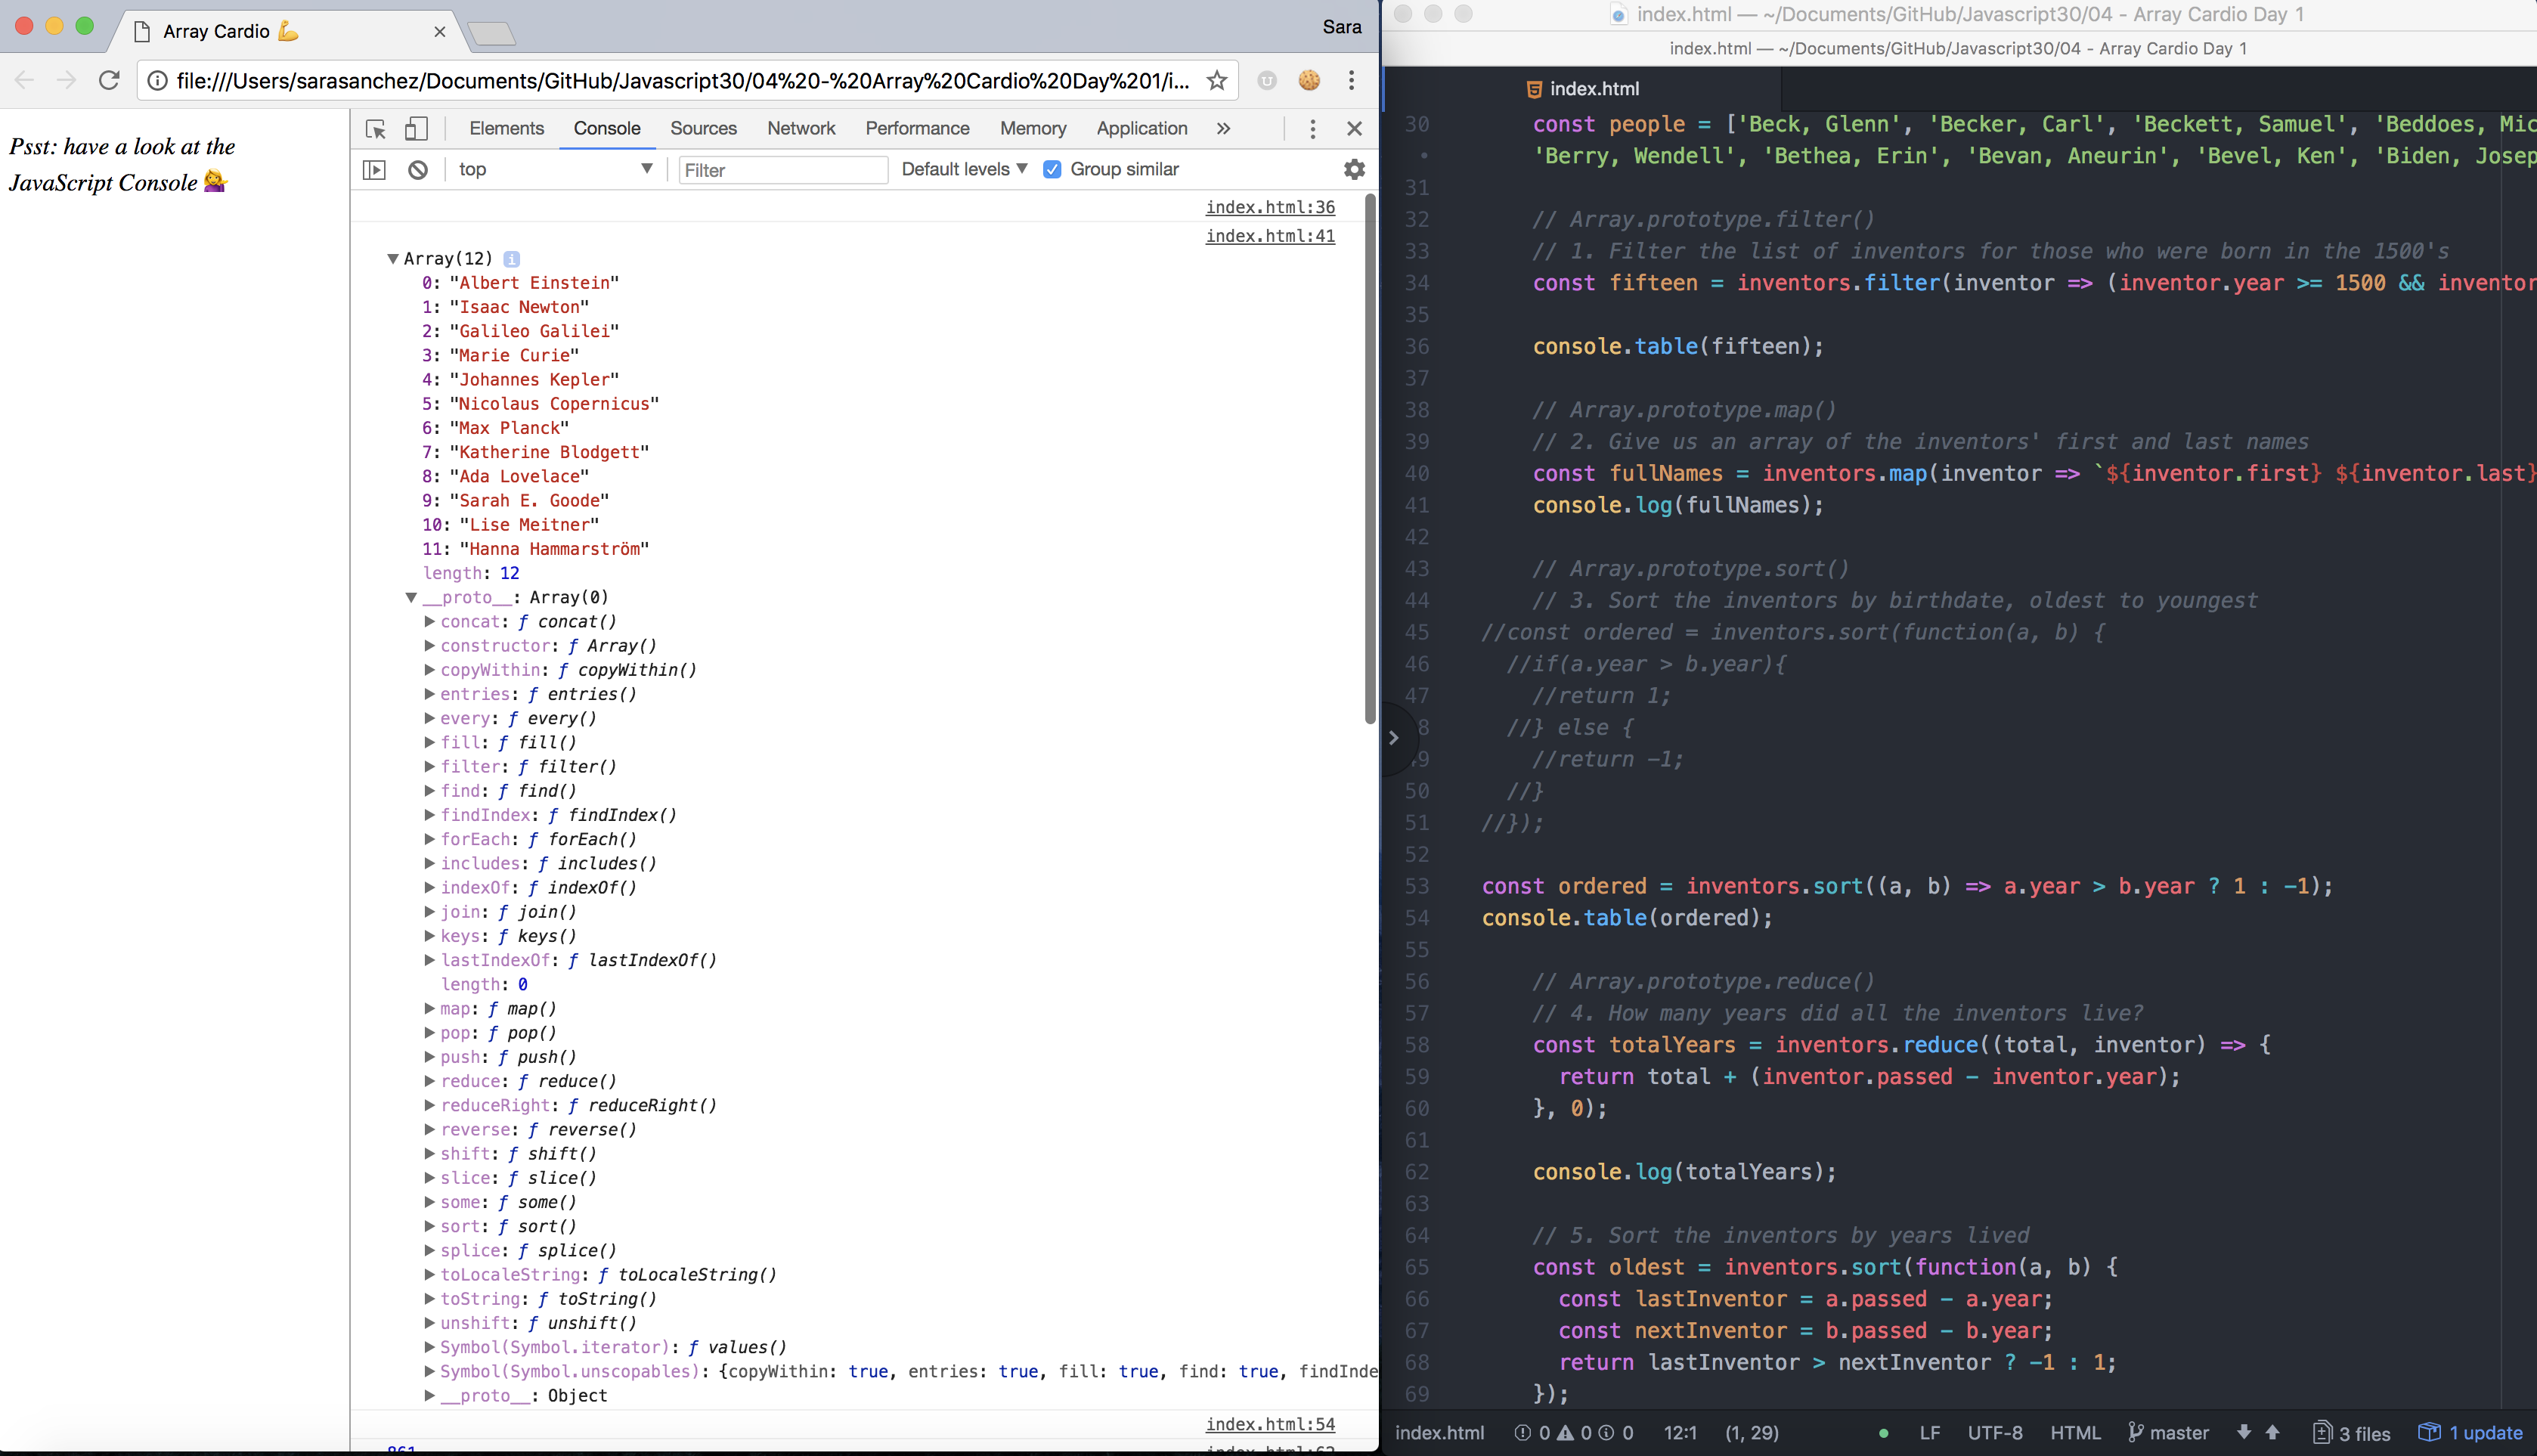 Array Cardio 💪
Sara
file:///Users/sarasanchez/Documents/GitHub/Javascript30/04%20-%20Array%20Cardio%20Day%201/i...
Psst: have a look at the
JavaScript Console 💁
Elements Console Sources Network Performance Memory Application »
top Filter Default levels Group similar
index.html:36
index.html:41
Array(12) i
0: "Albert Einstein"
1: "Isaac Newton"
2: "Galileo Galilei"
3: "Marie Curie"
4: "Johannes Kepler"
5: "Nicolaus Copernicus"
6: "Max Planck"
7: "Katherine Blodgett"
8: "Ada Lovelace"
9: "Sarah E. Goode"
10: "Lise Meitner"
11: "Hanna Hammarström"
length: 12
__proto__: Array(0)
concat: ƒ concat()
constructor: ƒ Array()
copyWithin: ƒ copyWithin()
entries: ƒ entries()
every: ƒ every()
fill: ƒ fill()
filter: ƒ filter()
find: ƒ find()
findIndex: ƒ findIndex()
forEach: ƒ forEach()
includes: ƒ includes()
indexOf: ƒ indexOf()
join: ƒ join()
keys: ƒ keys()
lastIndexOf: ƒ lastIndexOf()
length: 0
map: ƒ map()
pop: ƒ pop()
push: ƒ push()
reduce: ƒ reduce()
reduceRight: ƒ reduceRight()
reverse: ƒ reverse()
shift: ƒ shift()
slice: ƒ slice()
some: ƒ some()
sort: ƒ sort()
splice: ƒ splice()
toLocaleString: ƒ toLocaleString()
toString: ƒ toString()
unshift: ƒ unshift()
Symbol(Symbol.iterator): ƒ values()
Symbol(Symbol.unscopables): {copyWithin: true, entries: true, fill: true, find: true, findInde
__proto__: Object
index.html:54
861
index.html:62
index.html — ~/Documents/GitHub/Javascript30/04 - Array Cardio Day 1
index.html — ~/Documents/GitHub/Javascript30/04 - Array Cardio Day 1
index.html
30 const people = ['Beck, Glenn', 'Becker, Carl', 'Beckett, Samuel', 'Beddoes, Mic
• 'Berry, Wendell', 'Bethea, Erin', 'Bevan, Aneurin', 'Bevel, Ken', 'Biden, Josep
31
32 // Array.prototype.filter()
33 // 1. Filter the list of inventors for those who were born in the 1500's
34 const fifteen = inventors.filter(inventor => (inventor.year >= 1500 && inventor
35
36 console.table(fifteen);
37
38 // Array.prototype.map()
39 // 2. Give us an array of the inventors' first and last names
40 const fullNames = inventors.map(inventor => `${inventor.first} ${inventor.last}
41 console.log(fullNames);
42
43 // Array.prototype.sort()
44 // 3. Sort the inventors by birthdate, oldest to youngest
45 //const ordered = inventors.sort(function(a, b) {
46 //if(a.year > b.year){
47 //return 1;
8 //} else {
9 //return -1;
50 //}
51 //});
52
53 const ordered = inventors.sort((a, b) => a.year > b.year ? 1 : -1);
54 console.table(ordered);
55
56 // Array.prototype.reduce()
57 // 4. How many years did all the inventors live?
58 const totalYears = inventors.reduce((total, inventor) => {
59 return total + (inventor.passed - inventor.year);
60 }, 0);
61
62 console.log(totalYears);
63
64 // 5. Sort the inventors by years lived
65 const oldest = inventors.sort(function(a, b) {
66 const lastInventor = a.passed - a.year;
67 const nextInventor = b.passed - b.year;
68 return lastInventor > nextInventor ? -1 : 1;
69 });
index.html 0 0 0 12:1 (1, 29) LF UTF-8 HTML master 3 files 1 update